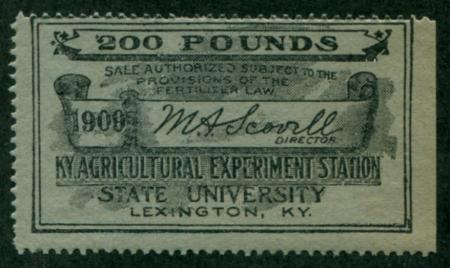 200 POUNDS
SALE AUTHORIZED SUBJECT TO THE
PROVISIONS OF THE
FERTILIZER LAW
1909 M.A. Scovell
DIRECTOR
KY. AGRICULTURAL EXPERIMENT STATION
STATE UNIVERSITY
LEXINGTON, KY.